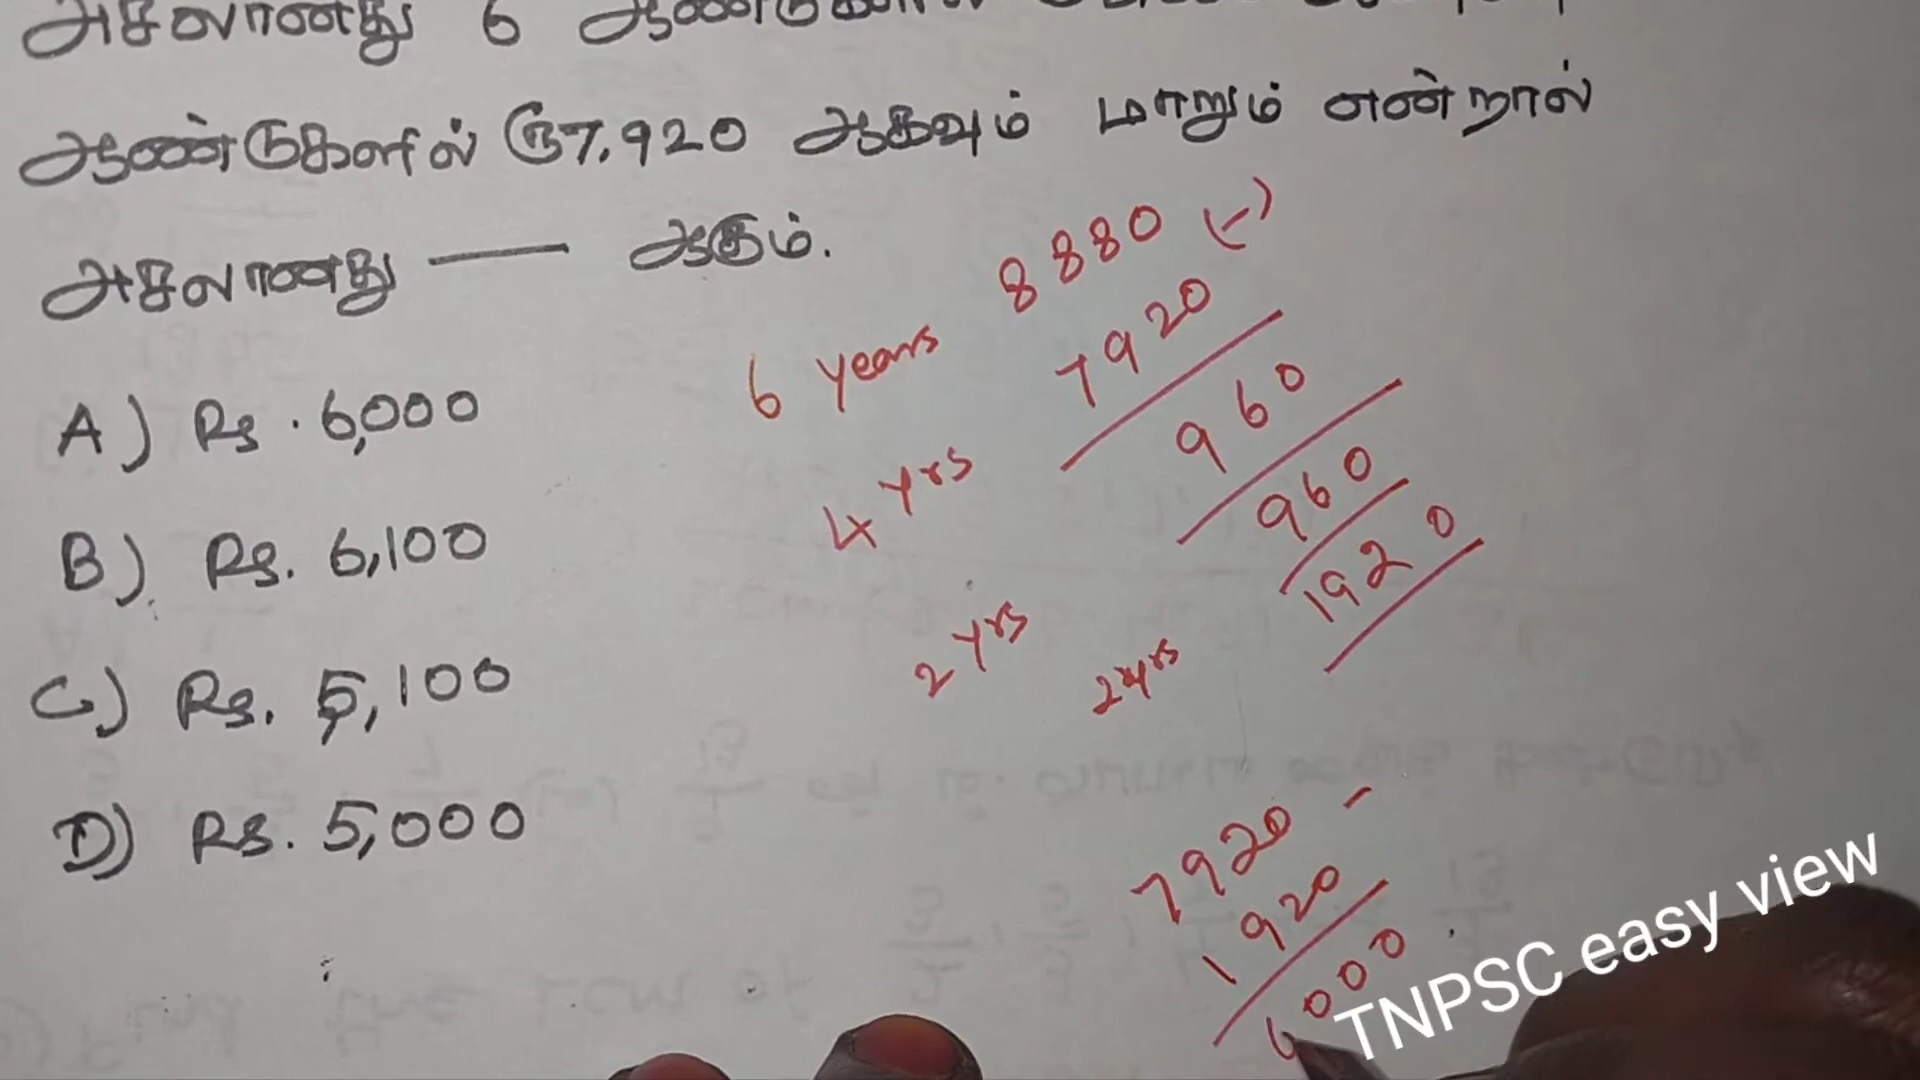 அசலானது 6 ஆண்டுகளில்
ஆண்டுகளில் ரூ7,920 ஆகவும் மாறும் என்றால்
அசலானது —— ஆகும்.
A) Rs. 6,000
B) Rs. 6,100
C) Rs. 5,100
D) Rs. 5,000
6 years 8880 (-)
4 yrs 7920
960
2 yrs 2 yrs 960
1920
7920 -
1920
6000
TNPSC easy view